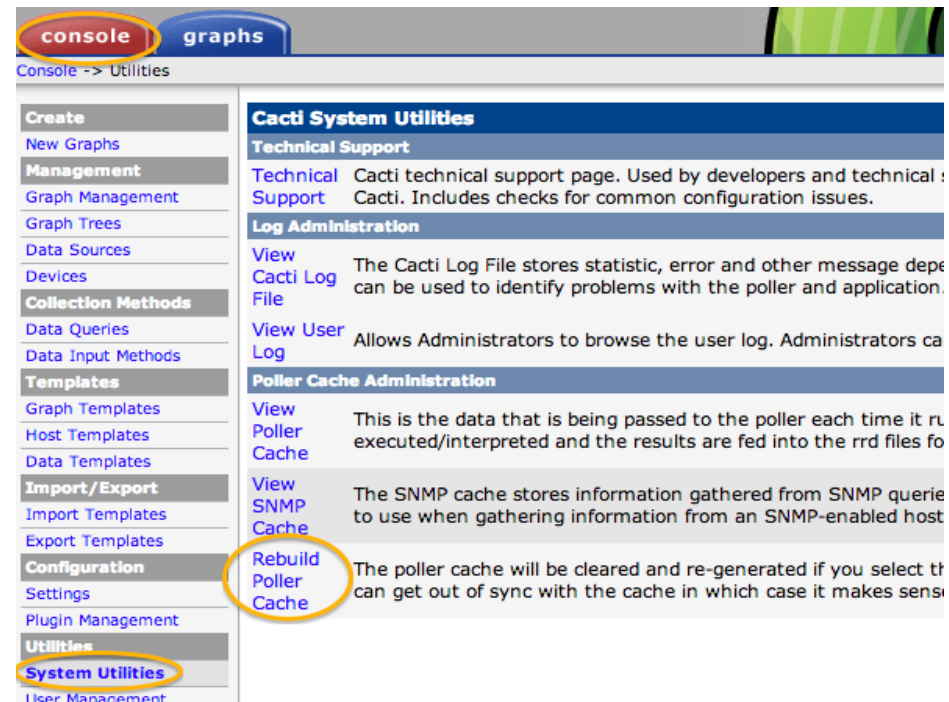 console graphs
Console -> Utilities
Create
New Graphs
Management
Graph Management
Graph Trees
Data Sources
Devices
Collection Methods
Data Queries
Data Input Methods
Templates
Graph Templates
Host Templates
Data Templates
Import/Export
Import Templates
Export Templates
Configuration
Settings
Plugin Management
Utilities
System Utilities
User Management
Cacti System Utilities
Technical Support
Technical
Support
Cacti technical support page. Used by developers and technical s
Cacti. Includes checks for common configuration issues.
Log Administration
View
Cacti Log
File
The Cacti Log File stores statistic, error and other message depe
can be used to identify problems with the poller and application.
View User
Log
Allows Administrators to browse the user log. Administrators ca
Poller Cache Administration
View
Poller
Cache
This is the data that is being passed to the poller each time it ru
executed/interpreted and the results are fed into the rrd files fo
View
SNMP
Cache
The SNMP cache stores information gathered from SNMP querie
to use when gathering information from an SNMP-enabled host
Rebuild
Poller
Cache
The poller cache will be cleared and re-generated if you select th
can get out of sync with the cache in which case it makes sense